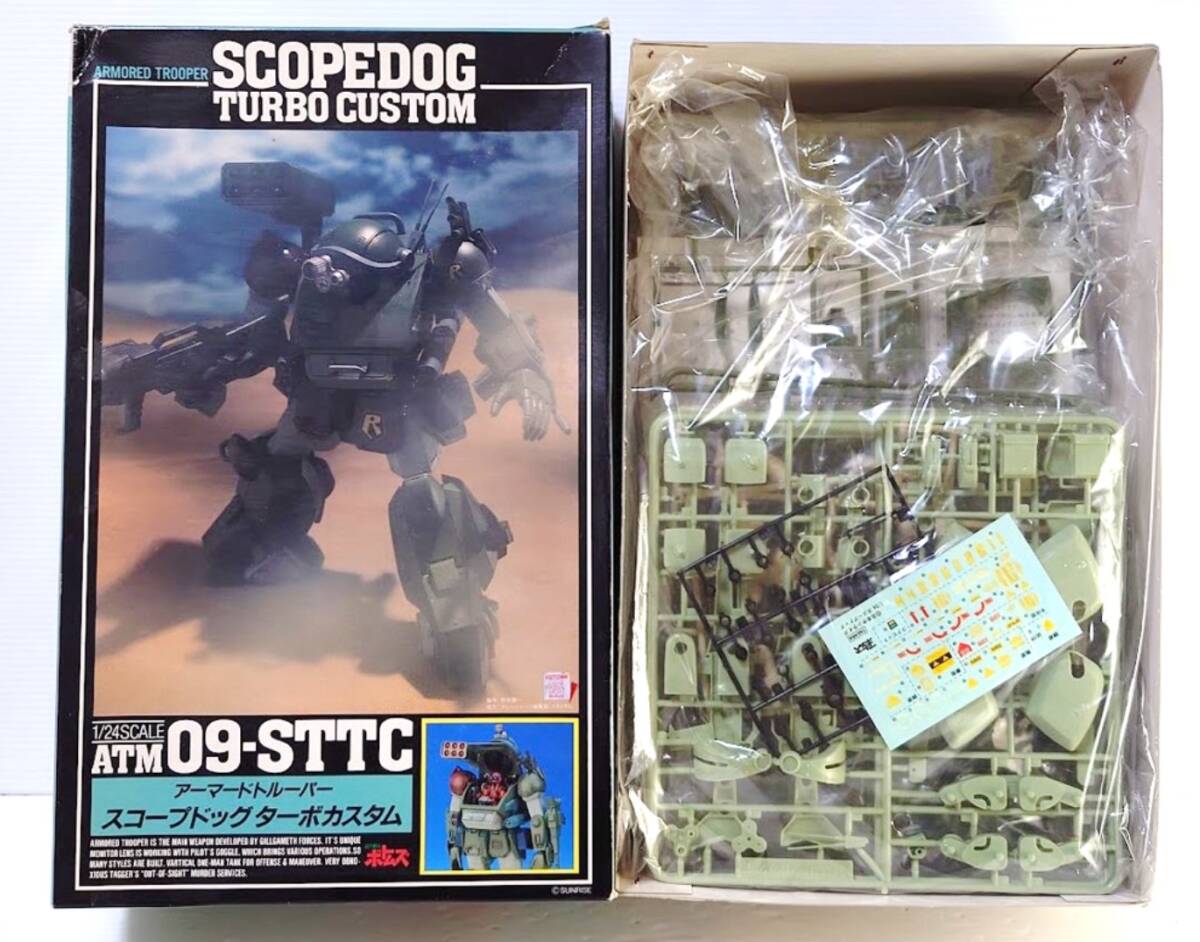 ARMORED TROOPER
SCOPEDOG
TURBO CUSTOM
R
R
1/24SCALE
ATM 09-STTC
アーマードトルーパー
スコープドッグターボカスタム
ARMORED TROOPER IS THE MAIN WEAPON DEVELOPED BY GILLGAMETH FORCES. IT'S UNIQUE
MONITOR LENS IS WORKING WITH PILOT'S GOGGLE, WHICH BRINGS VARIOUS OPERATIONS. SO
MANY STYLES ARE BUILT. VARTICAL ONE-MAN TANK FOR OFFENSE & MANEUVER. VERY OBNO-
XIOUS TAGGER'S "OUT-OF-SIGHT" MURDER SERVICES.
ボトムズ
©SUNRISE